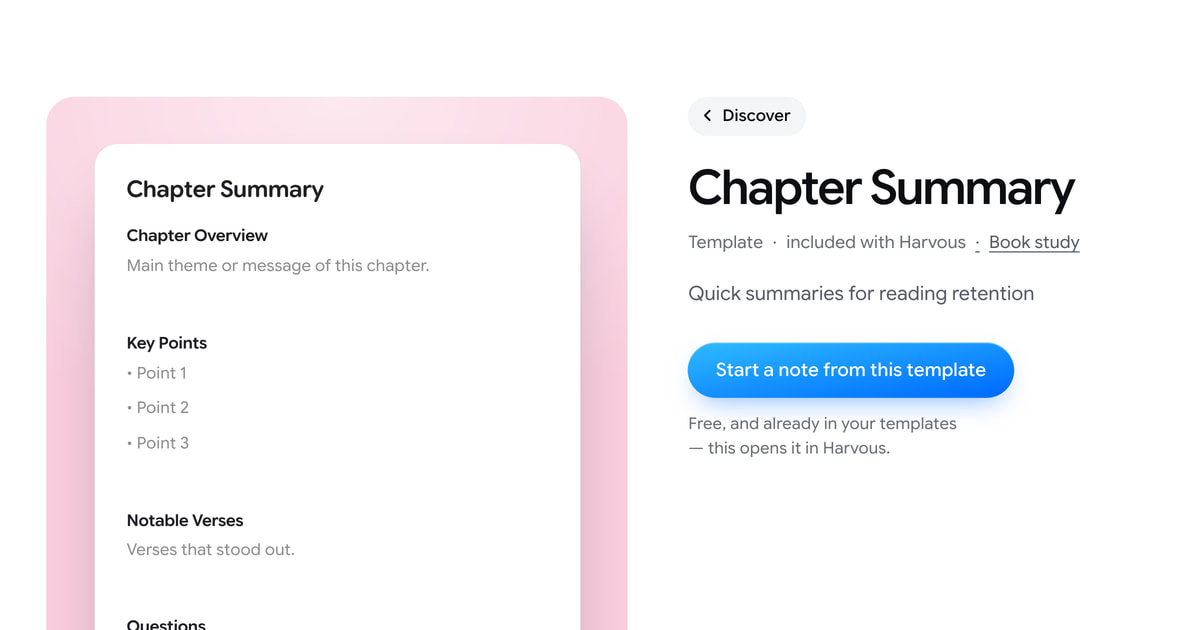 Chapter Summary
Chapter Overview
Main theme or message of this chapter.
Key Points
• Point 1
• Point 2
• Point 3
Notable Verses
Verses that stood out.
Questions
Discover
Chapter Summary
Template · included with Harvous · Book study
Quick summaries for reading retention
Start a note from this template
Free, and already in your templates
— this opens it in Harvous.